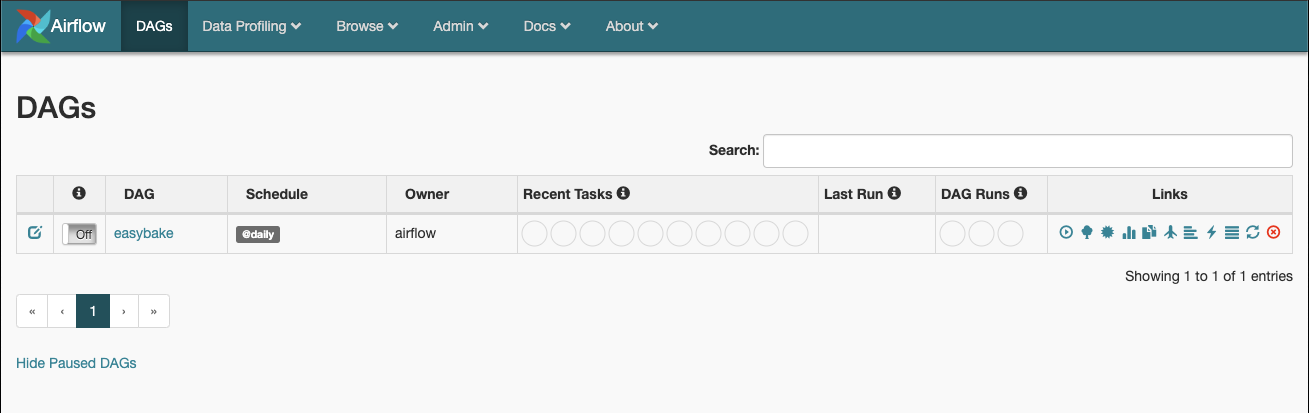 Airflow DAGs Data Profiling Browse Admin Docs About
DAGs
Search:
DAG Schedule Owner Recent Tasks Last Run DAG Runs Links
Off easybake @daily airflow
Showing 1 to 1 of 1 entries
« ‹ 1 › »
Hide Paused DAGs